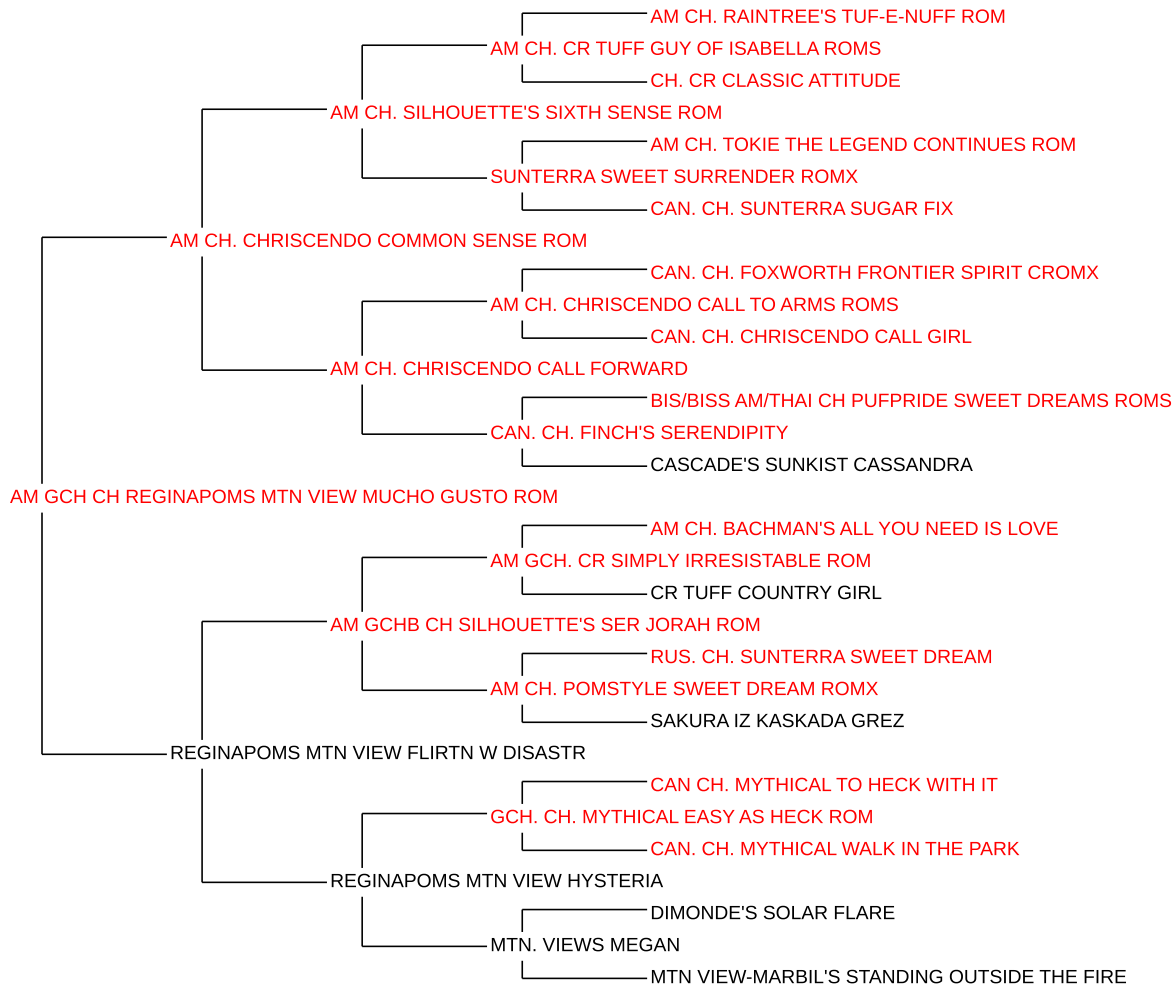 AM CH. RAINTREE'S TUF-E-NUFF ROM
AM CH. CR TUFF GUY OF ISABELLA ROMS
CH. CR CLASSIC ATTITUDE
AM CH. SILHOUETTE'S SIXTH SENSE ROM
AM CH. TOKIE THE LEGEND CONTINUES ROM
SUNTERRA SWEET SURRENDER ROMX
CAN. CH. SUNTERRA SUGAR FIX
AM CH. CHRISCENDO COMMON SENSE ROM
CAN. CH. FOXWORTH FRONTIER SPIRIT CROMX
AM CH. CHRISCENDO CALL TO ARMS ROMS
CAN. CH. CHRISCENDO CALL GIRL
AM CH. CHRISCENDO CALL FORWARD
BIS/BISS AM/THAI CH PUFPRIDE SWEET DREAMS ROMS
CAN. CH. FINCH'S SERENDIPITY
CASCADE'S SUNKIST CASSANDRA
AM GCH CH REGINAPOMS MTN VIEW MUCHO GUSTO ROM
AM CH. BACHMAN'S ALL YOU NEED IS LOVE
AM GCH. CR SIMPLY IRRESISTABLE ROM
CR TUFF COUNTRY GIRL
AM GCHB CH SILHOUETTE'S SER JORAH ROM
RUS. CH. SUNTERRA SWEET DREAM
AM CH. POMSTYLE SWEET DREAM ROMX
SAKURA IZ KASKADA GREZ
REGINAPOMS MTN VIEW FLIRTN W DISASTR
CAN CH. MYTHICAL TO HECK WITH IT
GCH. CH. MYTHICAL EASY AS HECK ROM
CAN. CH. MYTHICAL WALK IN THE PARK
REGINAPOMS MTN VIEW HYSTERIA
DIMONDE'S SOLAR FLARE
MTN. VIEWS MEGAN
MTN VIEW-MARBIL'S STANDING OUTSIDE THE FIRE